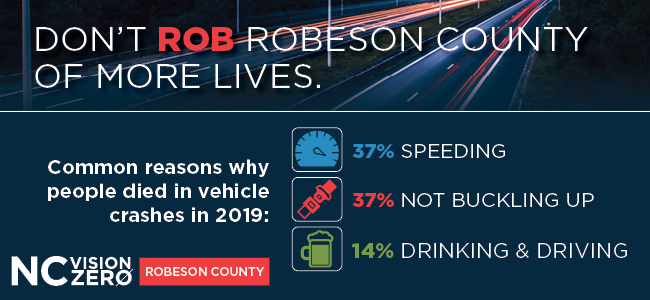 DON'T ROB ROBESON COUNTY
OF MORE LIVES.
Common reasons why
people died in vehicle
crashes in 2019:
37% SPEEDING
37% NOT BUCKLING UP
14% DRINKING & DRIVING
NC VISION
ZERØ
ROBESON COUNTY